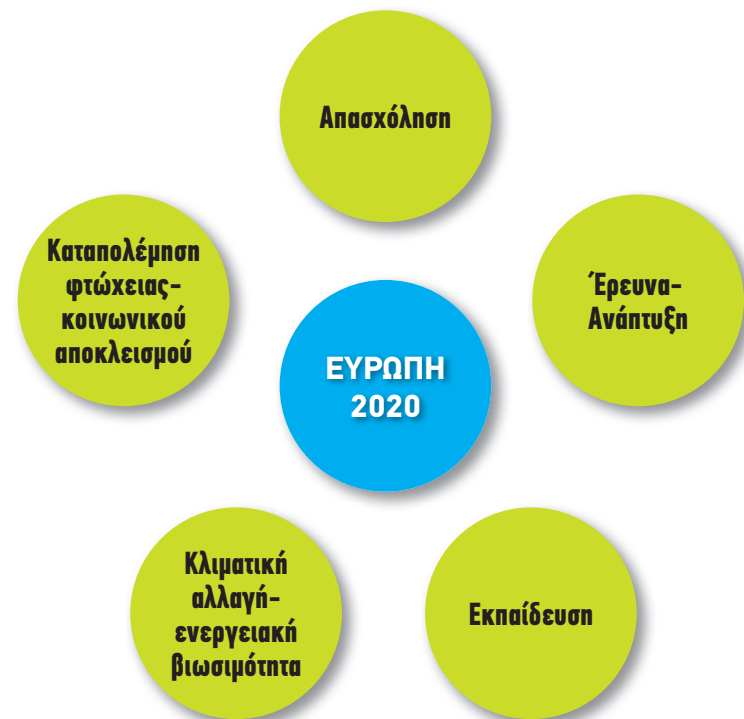 Απασχόληση
Καταπολέμηση
φτώχειας-
κοινωνικού
αποκλεισμού
Έρευνα-
Ανάπτυξη
ΕΥΡΩΠΗ
2020
Κλιματική
αλλαγή-
ενεργειακή
βιωσιμότητα
Εκπαίδευση